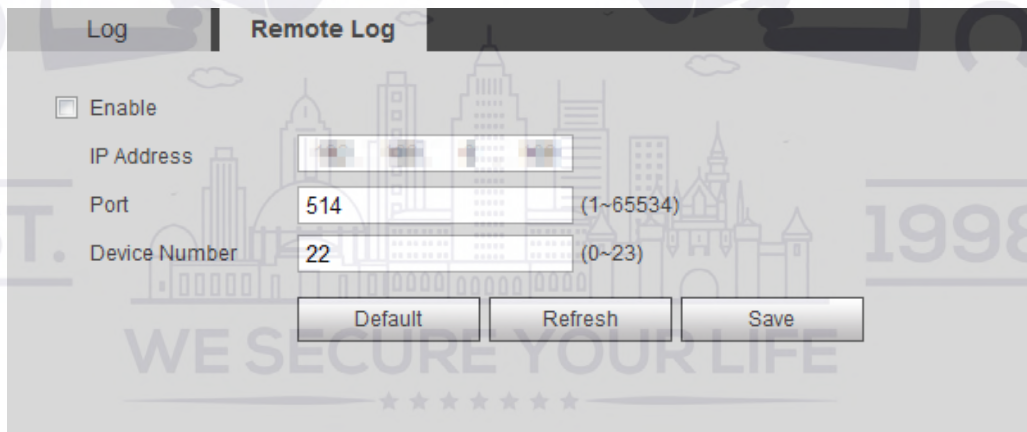 Log Remote Log
Enable
IP Address
Port 514 (1~65534)
Device Number 22 (0~23)
Default Refresh Save
T. 1998
WE SECURE YOUR LIFE